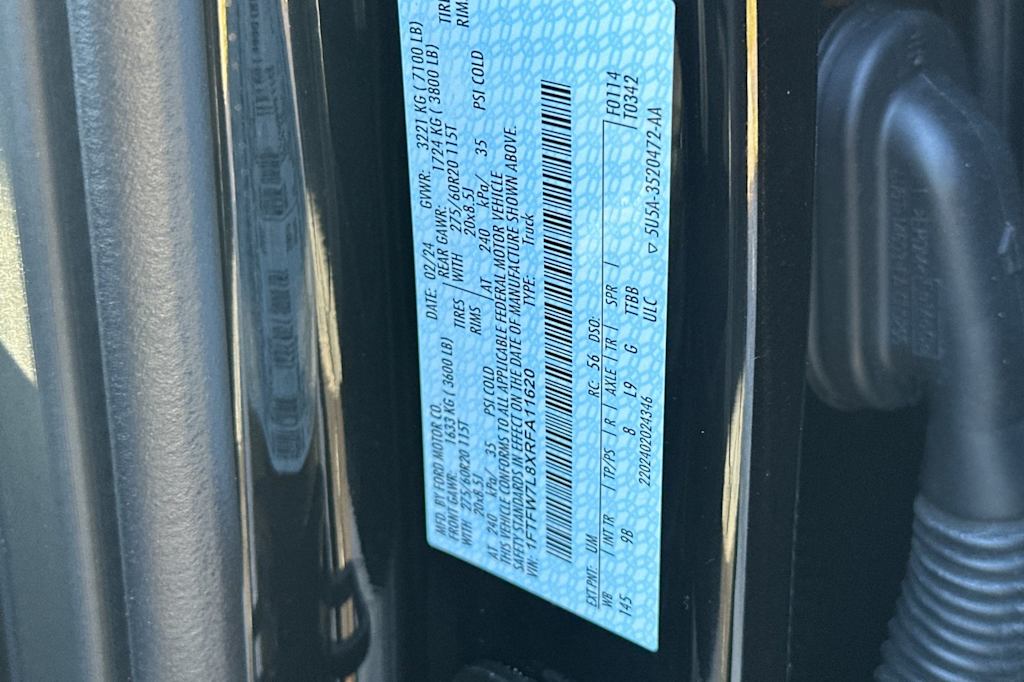 MFD. BY FORD MOTOR CO.
DATE: 02/24 GVWR: 3221 KG ( 7100 LB)
FRONT GAWR: 1633 KG ( 3600 LB) REAR GAWR: 1724 KG ( 3800 LB)
WITH 275/60R20 115T TIRES WITH 275/60R20 115T TIR
20x8.5J RIMS 20x8.5J RIM
AT 240 kPa/ 35 PSI COLD AT 240 kPa/ 35 PSI COLD
THIS VEHICLE CONFORMS TO ALL APPLICABLE FEDERAL MOTOR VEHICLE
SAFETY STANDARDS IN EFFECT ON THE DATE OF MANUFACTURE SHOWN ABOVE.
VIN: 1FTFW7L8XRFA11620 TYPE: Truck
EXT PNT: UM RC: 56 DSO: F0114
WB INT TR TP/PS R AXLE TR SPR T0342
145 9B 8 L9 G TiBB
2202402024346 ULC 5U5A-3520472-AA